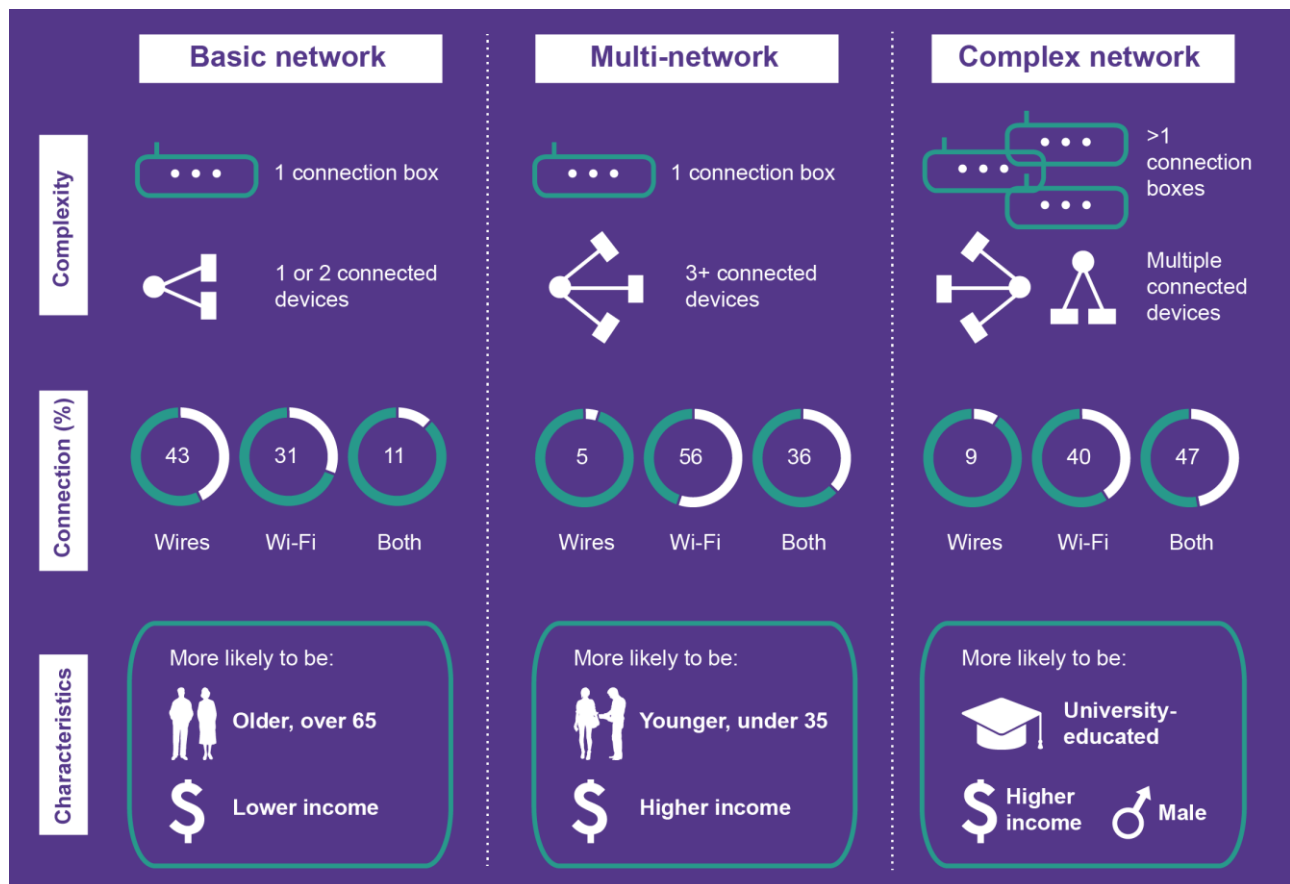 Basic network
Multi-network
Complex network
Complexity
1 connection box
1 connection box
>1
connection
boxes
1 or 2 connected
devices
3+ connected
devices
Multiple
connected
devices
Connection (%)
43
31
11
5
56
36
9
40
47
Wires
Wi-Fi
Both
Wires
Wi-Fi
Both
Wires
Wi-Fi
Both
Characteristics
More likely to be:
Older, over 65
$
Lower income
More likely to be:
Younger, under 35
$
Higher income
More likely to be:
University-
educated
$
Higher
income
Male